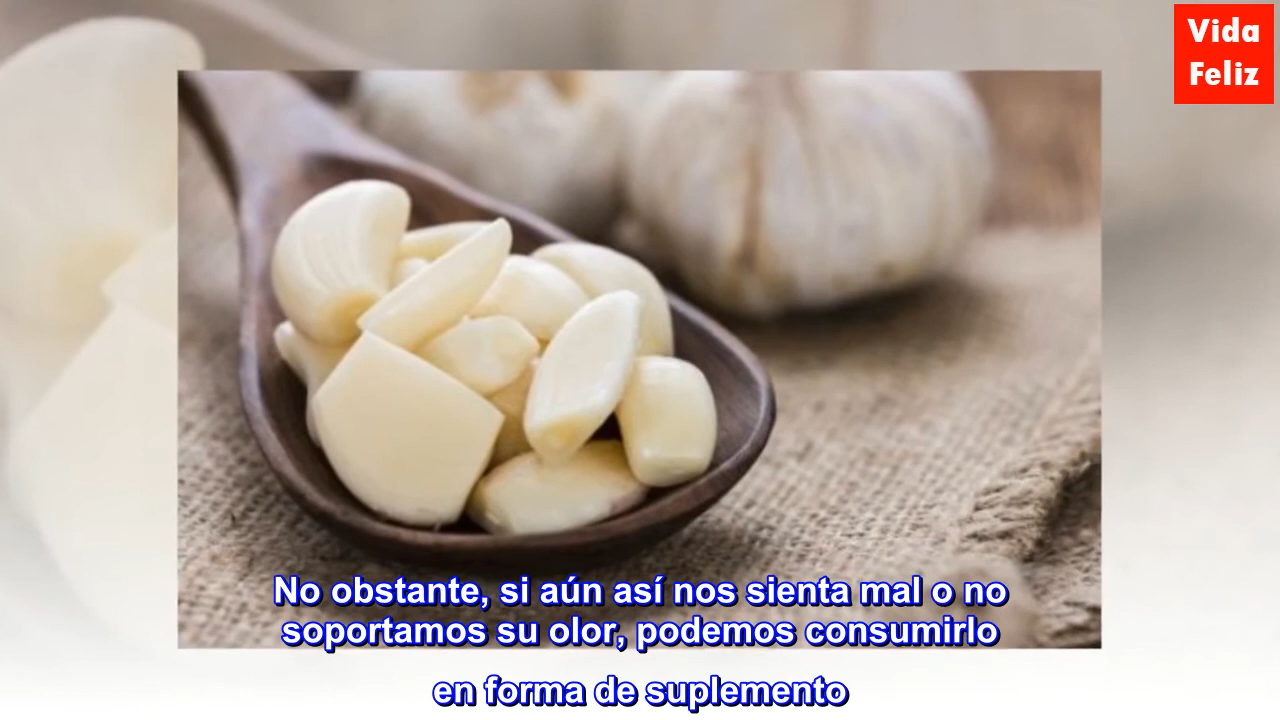 Vida
Feliz
No obstante, si aún así nos sienta mal o no
soportamos su olor, podemos consumirlo
en forma de suplemento